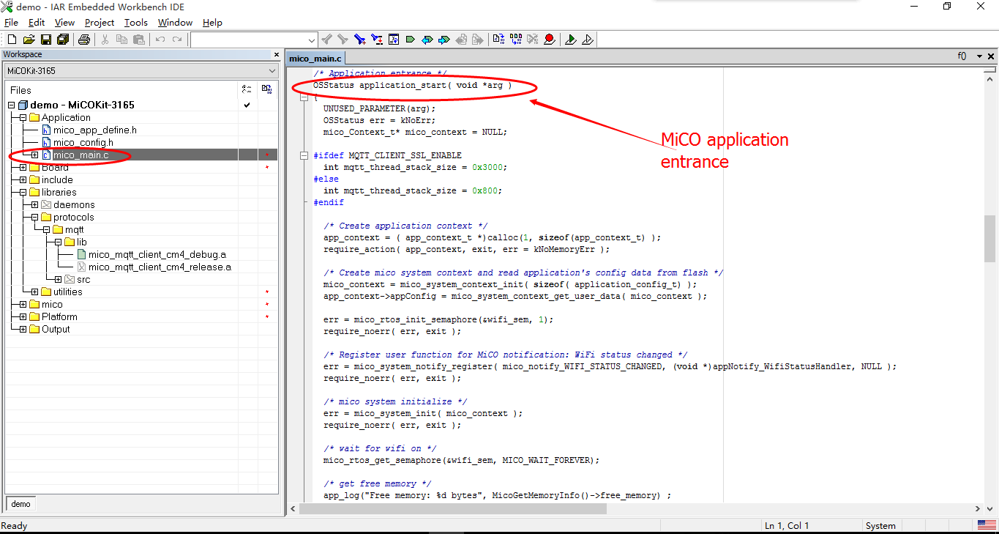 demo - IAR Embedded Workbench IDE
File Edit View Project Tools Window Help
Workspace
MiCOKit-3165
Files
demo - MiCOKit-3165
Application
mico_app_define.h
mico_config.h
mico_main.c
Board
include
libraries
daemons
protocols
mqtt
lib
mico_mqtt_client_cm4_debug.a
mico_mqtt_client_cm4_release.a
src
utilities
mico
Platform
Output
demo
mico_main.c
f()
/* Application entrance */
OSStatus application_start( void *arg )
{
UNUSED_PARAMETER(arg);
OSStatus err = kNoErr;
mico_Context_t* mico_context = NULL;
#ifdef MQTT_CLIENT_SSL_ENABLE
int mqtt_thread_stack_size = 0x3000;
#else
int mqtt_thread_stack_size = 0x800;
#endif
/* Create application context */
app_context = ( app_context_t *)calloc(1, sizeof(app_context_t) );
require_action( app_context, exit, err = kNoMemoryErr );
/* Create mico system context and read application's config data from flash */
mico_context = mico_system_context_init( sizeof( application_config_t) );
app_context->appConfig = mico_system_context_get_user_data( mico_context );
err = mico_rtos_init_semaphore(&wifi_sem, 1);
require_noerr( err, exit );
/* Register user function for MiCO notification: WiFi status changed */
err = mico_system_notify_register( mico_notify_WIFI_STATUS_CHANGED, (void *)appNotify_WifiStatusHandler, NULL );
require_noerr( err, exit );
/* mico system initialize */
err = mico_system_init( mico_context );
require_noerr( err, exit );
/* wait for wifi on */
mico_rtos_get_semaphore(&wifi_sem, MICO_WAIT_FOREVER);
/* get free memory */
app_log("Free memory: %d bytes", MicoGetMemoryInfo()->free_memory) ;
MiCO application
entrance
Ready
Ln 1, Col 1
System